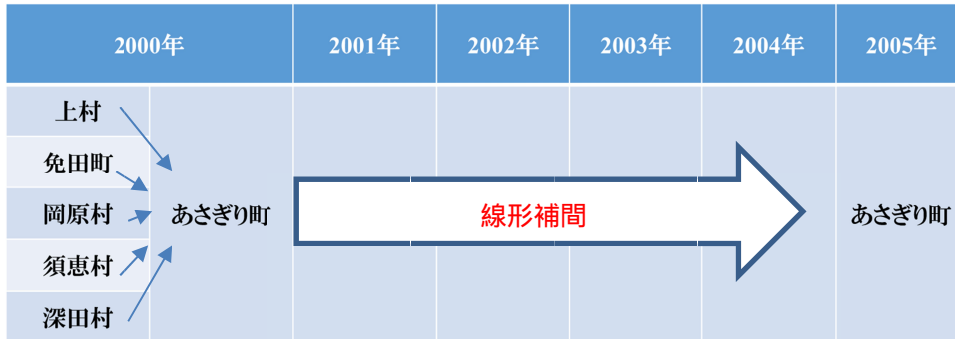 2000年 2001年 2002年 2003年 2004年 2005年
上村
免田町
岡原村
須恵村
深田村
あさぎり町
線形補間
あさぎり町